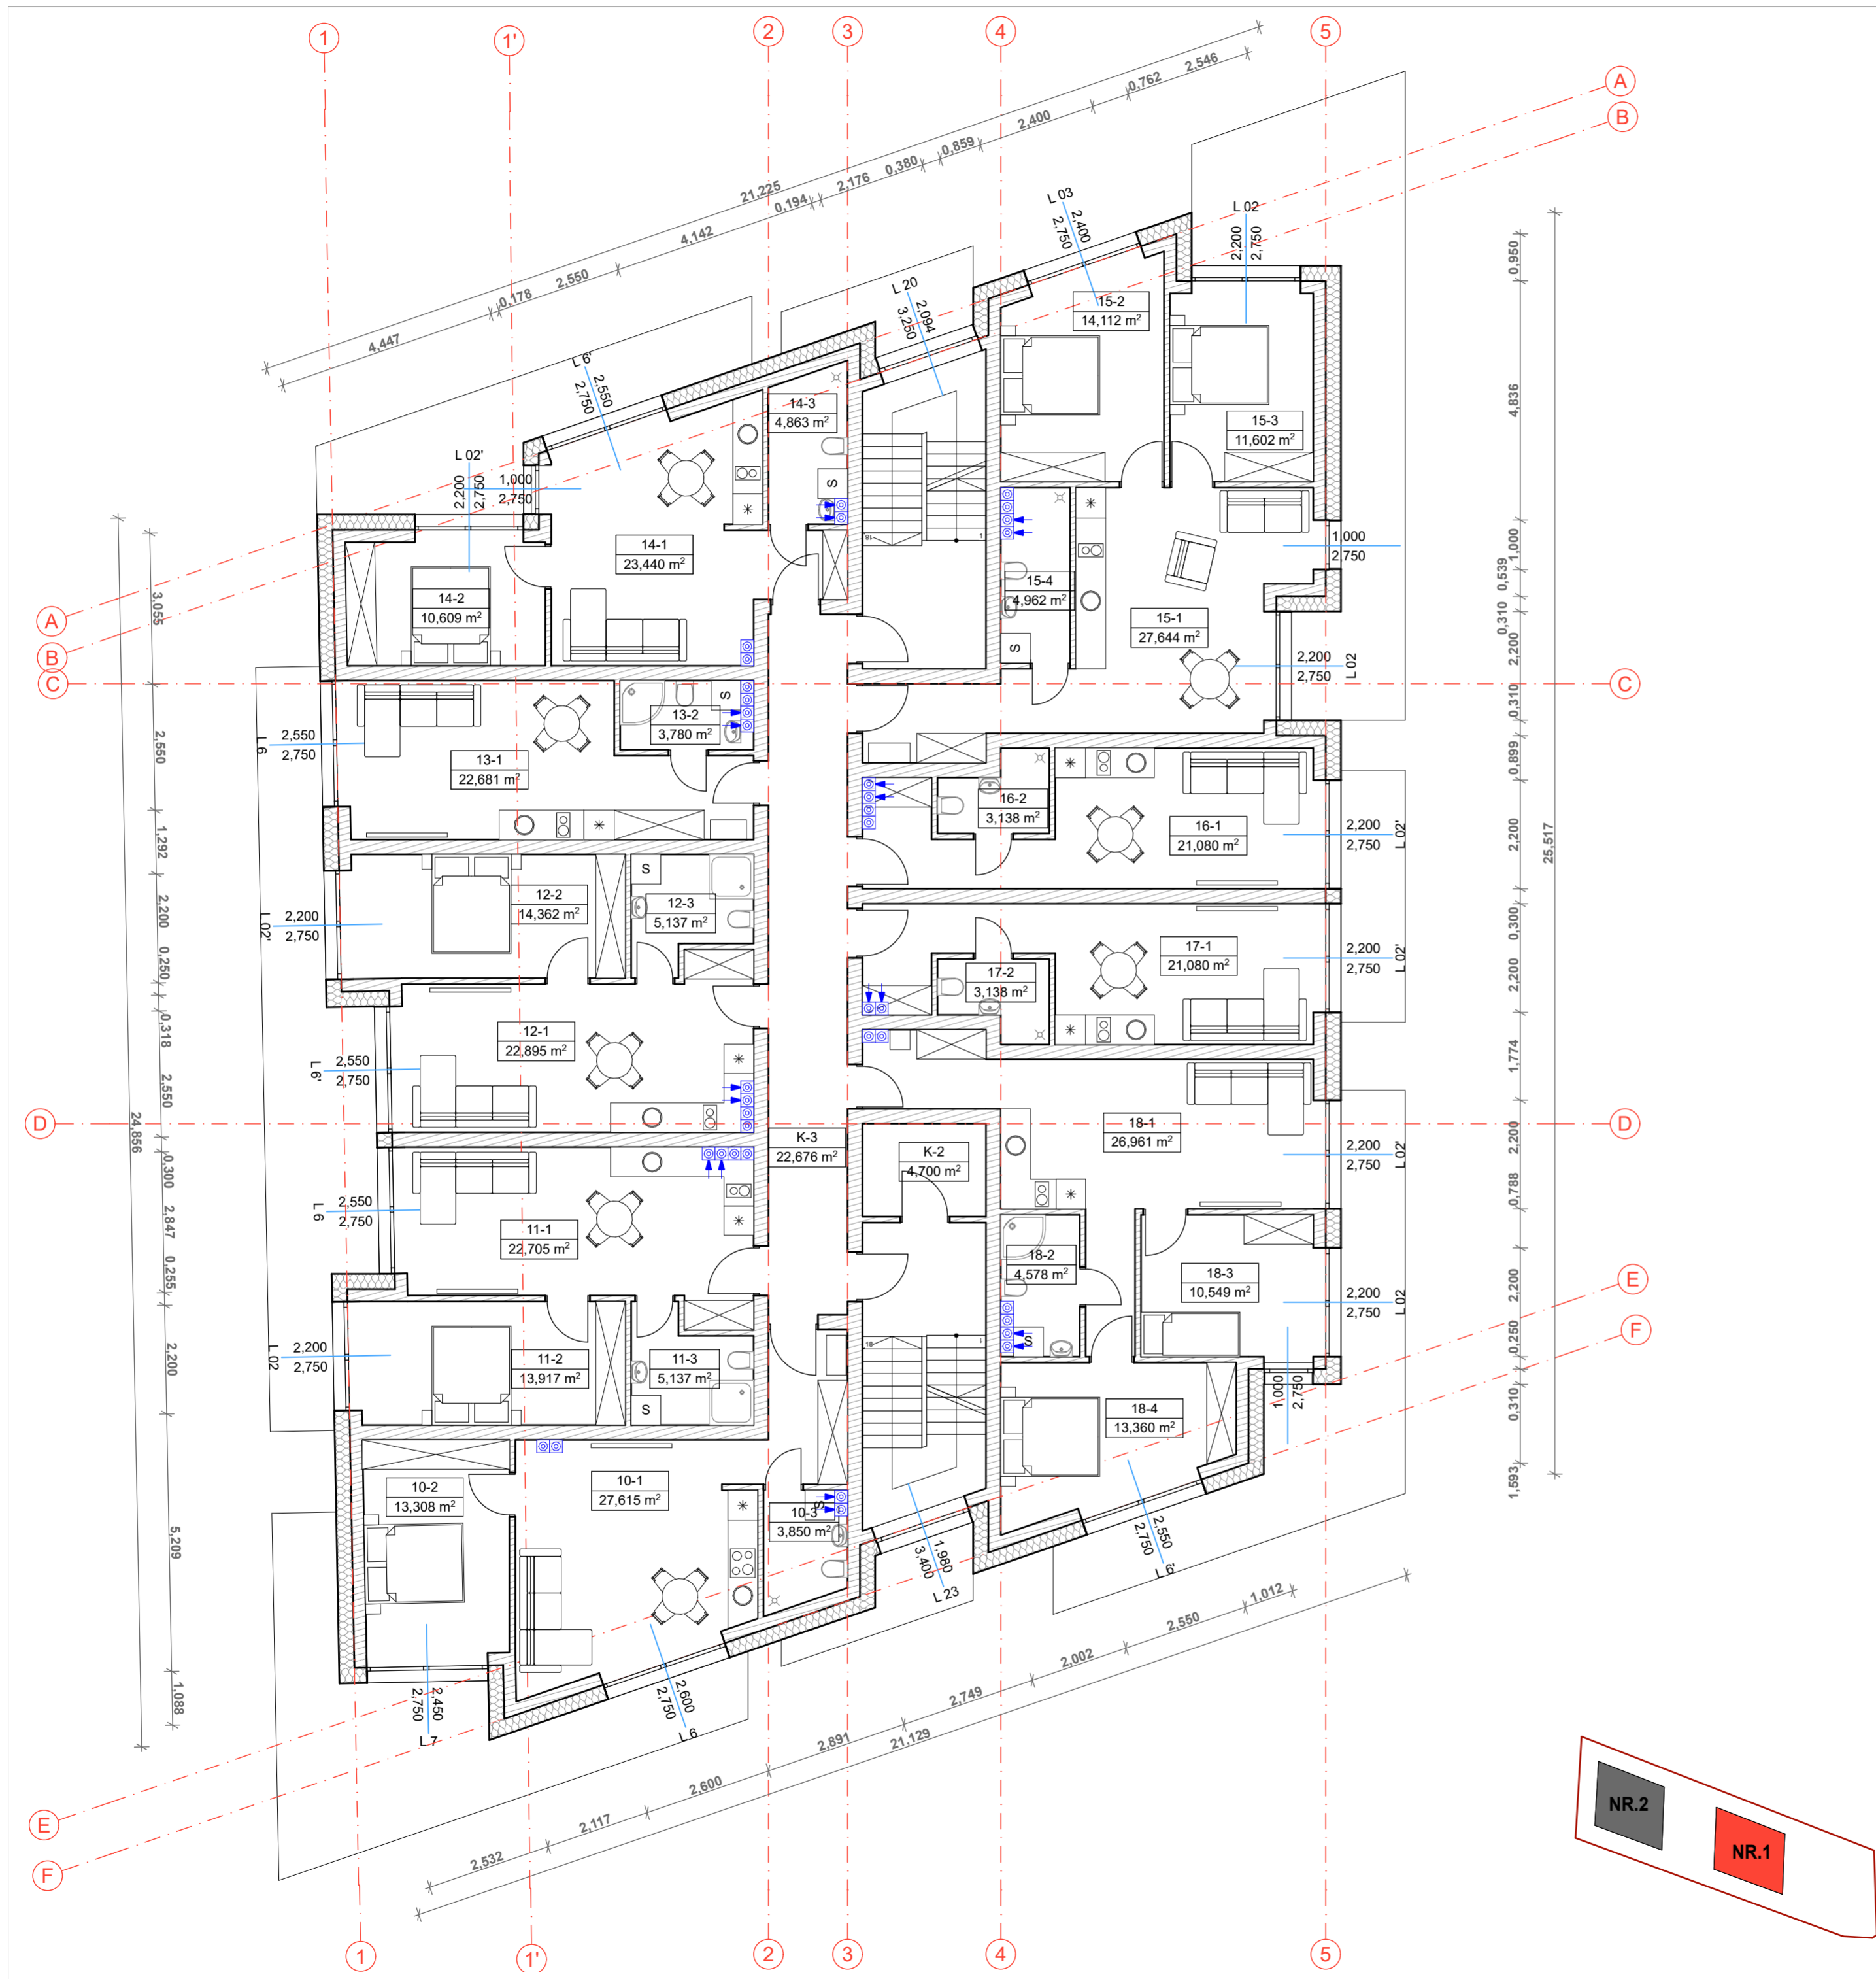 1
1'
2
3
4
5
A
B
21,225
4,447
0,178
2,550
4,142
0,194
2,176
0,380
0,859
2,400
0,762
2,546
L 03
2,400
2,750
L 02
2,200
2,750
L 20
2,094
3,250
L 6'
2,550
2,750
L 02'
2,200
2,750
1,000
2,750
15-2
14,112 m²
15-3
11,602 m²
14-3
4,863 m²
S
14-1
23,440 m²
14-2
10,609 m²
18
1
15-4
4,962 m²
S
15-1
27,644 m²
1,000
2,750
2,200
2,750
L 02
A
B
C
C
13-2
3,780 m²
S
13-1
22,681 m²
L 6
2,550
2,750
16-2
3,138 m²
16-1
21,080 m²
2,200
2,750
L 02'
12-2
14,362 m²
12-3
5,137 m²
S
L 02'
2,200
2,750
17-1
21,080 m²
17-2
3,138 m²
2,200
2,750
L 02'
12-1
22,895 m²
L 6'
2,550
2,750
D
D
K-3
22,676 m²
K-2
4,700 m²
18-1
26,961 m²
2,200
2,750
L 02'
11-1
22,705 m²
L 6
2,550
2,750
18-2
4,578 m²
S
18-3
10,549 m²
2,200
2,750
L 02
E
F
11-2
13,917 m²
11-3
5,137 m²
S
L 02
2,200
2,750
18
1
18-4
13,360 m²
1,000
2,750
10-2
13,308 m²
10-1
27,615 m²
10-3
3,850 m²
S
2,450
2,750
L 7
2,600
2,750
L 6
1,980
3,400
L 23
2,550
2,750
L 6'
3,055
2,550
1,292
2,200
0,250
0,318
2,550
24,856
0,300
2,847
0,255
2,200
5,209
1,088
0,950
4,836
1,000
0,539
0,310
2,200
0,310
0,899
2,200
25,517
0,300
2,200
1,774
2,200
0,788
2,200
0,250
0,310
1,593
2,532
2,117
2,600
2,891
2,749
2,002
2,550
1,012
21,129
E
F
1
1'
2
3
4
5
NR.2
NR.1